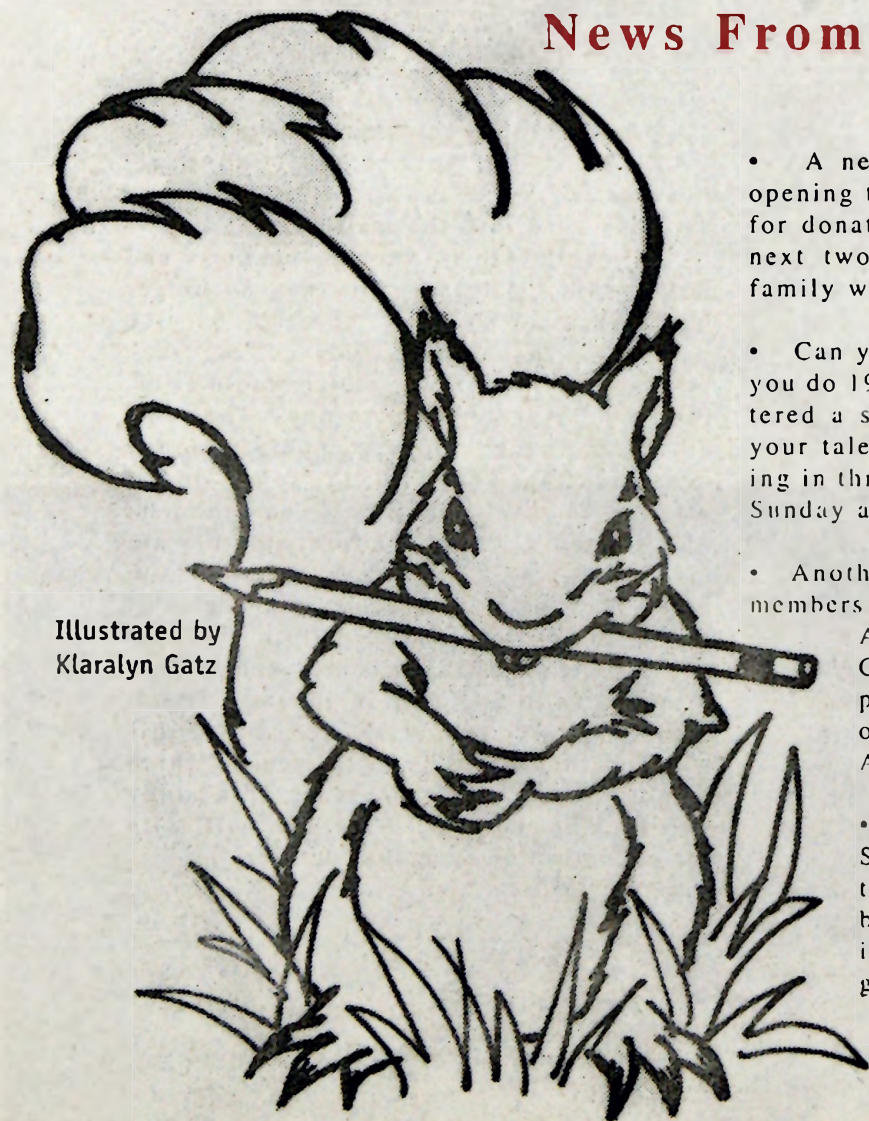 News From
• A ne
opening t
for donat
next two
family w
• Can y
you do 19
tered a s
your tale
ing in thr
Sunday a
• Anoth
members
Illustrated by
Klaralyn Gatz
A
C
p
o
A
•
S
t
b
i
g